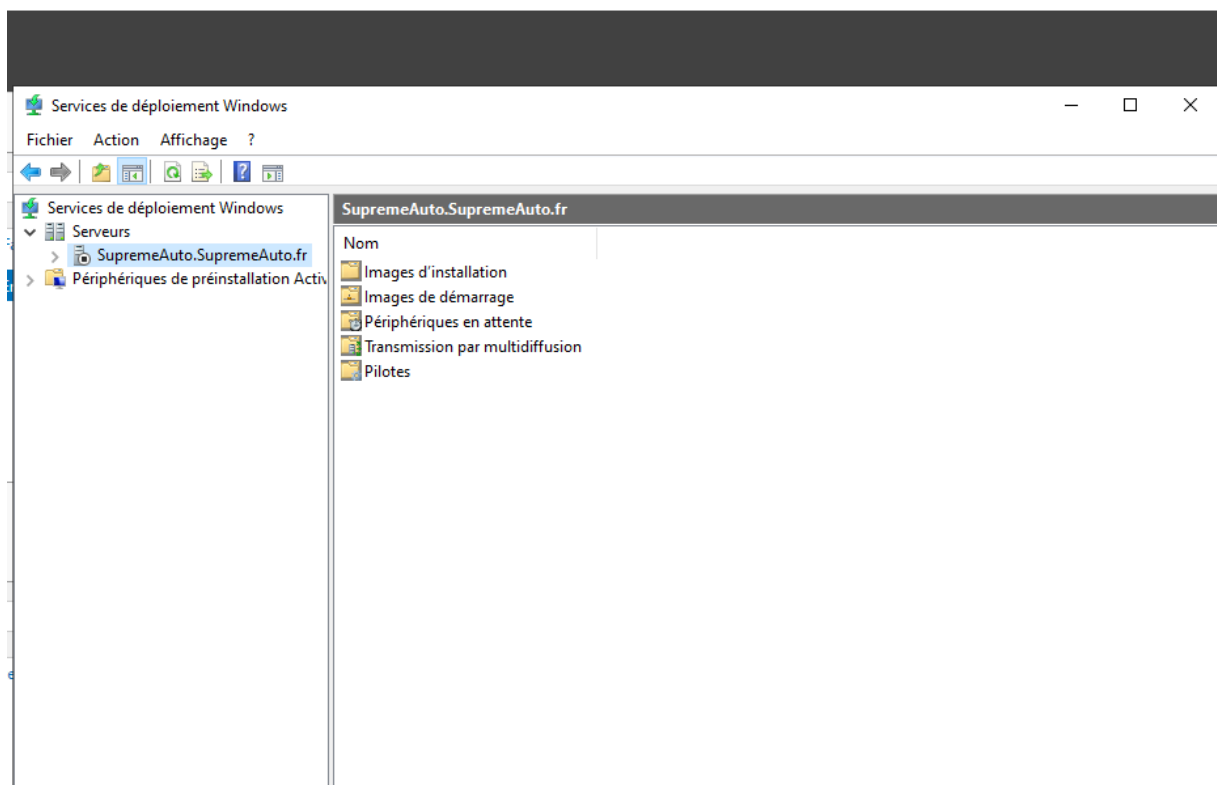 Services de déploiement Windows
Fichier Action Affichage ?
Services de déploiement Windows
Serveurs
SupremeAuto.SupremeAuto.fr
Périphériques de préinstallation Activ
SupremeAuto.SupremeAuto.fr
Nom
Images d'installation
Images de démarrage
Périphériques en attente
Transmission par multidiffusion
Pilotes